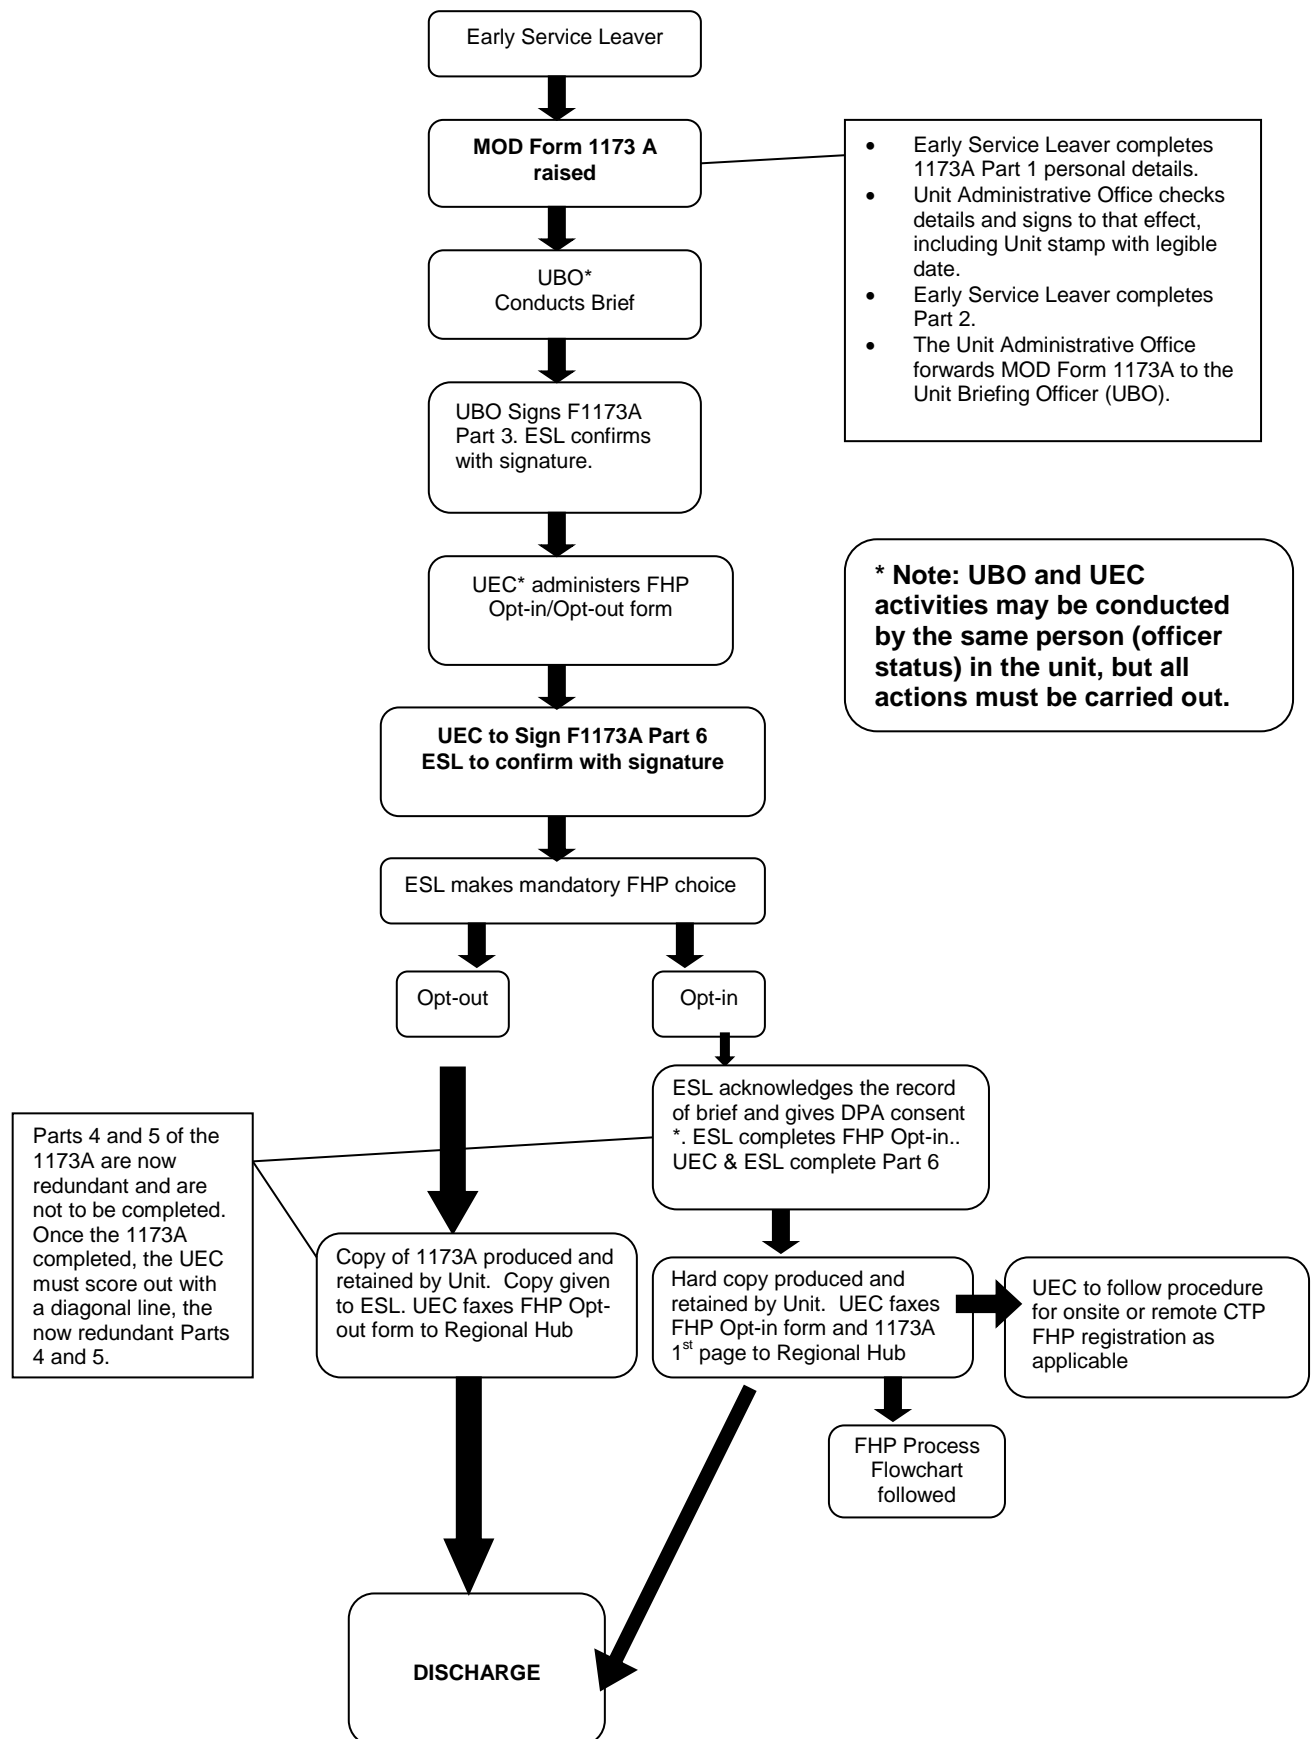 Early Service Leaver
MOD Form 1173 A
raised
• Early Service Leaver completes
1173A Part 1 personal details.
• Unit Administrative Office checks
details and signs to that effect,
including Unit stamp with legible
date.
• Early Service Leaver completes
Part 2.
• The Unit Administrative Office
forwards MOD Form 1173A to the
Unit Briefing Officer (UBO).
UBO*
Conducts Brief
UBO Signs F1173A
Part 3. ESL confirms
with signature.
UEC* administers FHP
Opt-in/Opt-out form
* Note: UBO and UEC
activities may be conducted
by the same person (officer
status) in the unit, but all
actions must be carried out.
UEC to Sign F1173A Part 6
ESL to confirm with signature
ESL makes mandatory FHP choice
Opt-out
Opt-in
ESL acknowledges the record
of brief and gives DPA consent
*. ESL completes FHP Opt-in..
UEC & ESL complete Part 6
Parts 4 and 5 of the
1173A are now
redundant and are
not to be completed.
Once the 1173A
completed, the UEC
must score out with
a diagonal line, the
now redundant Parts
4 and 5.
Copy of 1173A produced and
retained by Unit.  Copy given
to ESL. UEC faxes FHP Opt-
out form to Regional Hub
Hard copy produced and
retained by Unit.  UEC faxes
FHP Opt-in form and 1173A
1st page to Regional Hub
UEC to follow procedure
for onsite or remote CTP
FHP registration as
applicable
FHP Process
Flowchart
followed
DISCHARGE